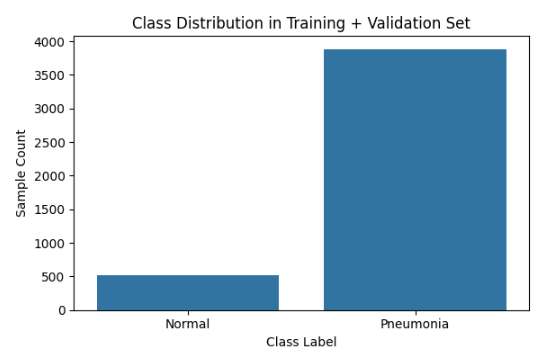 Class Distribution in Training + Validation Set
4000
3500
3000
2500
2000
1500
1000
500
0
Sample Count
Normal
Pneumonia
Class Label